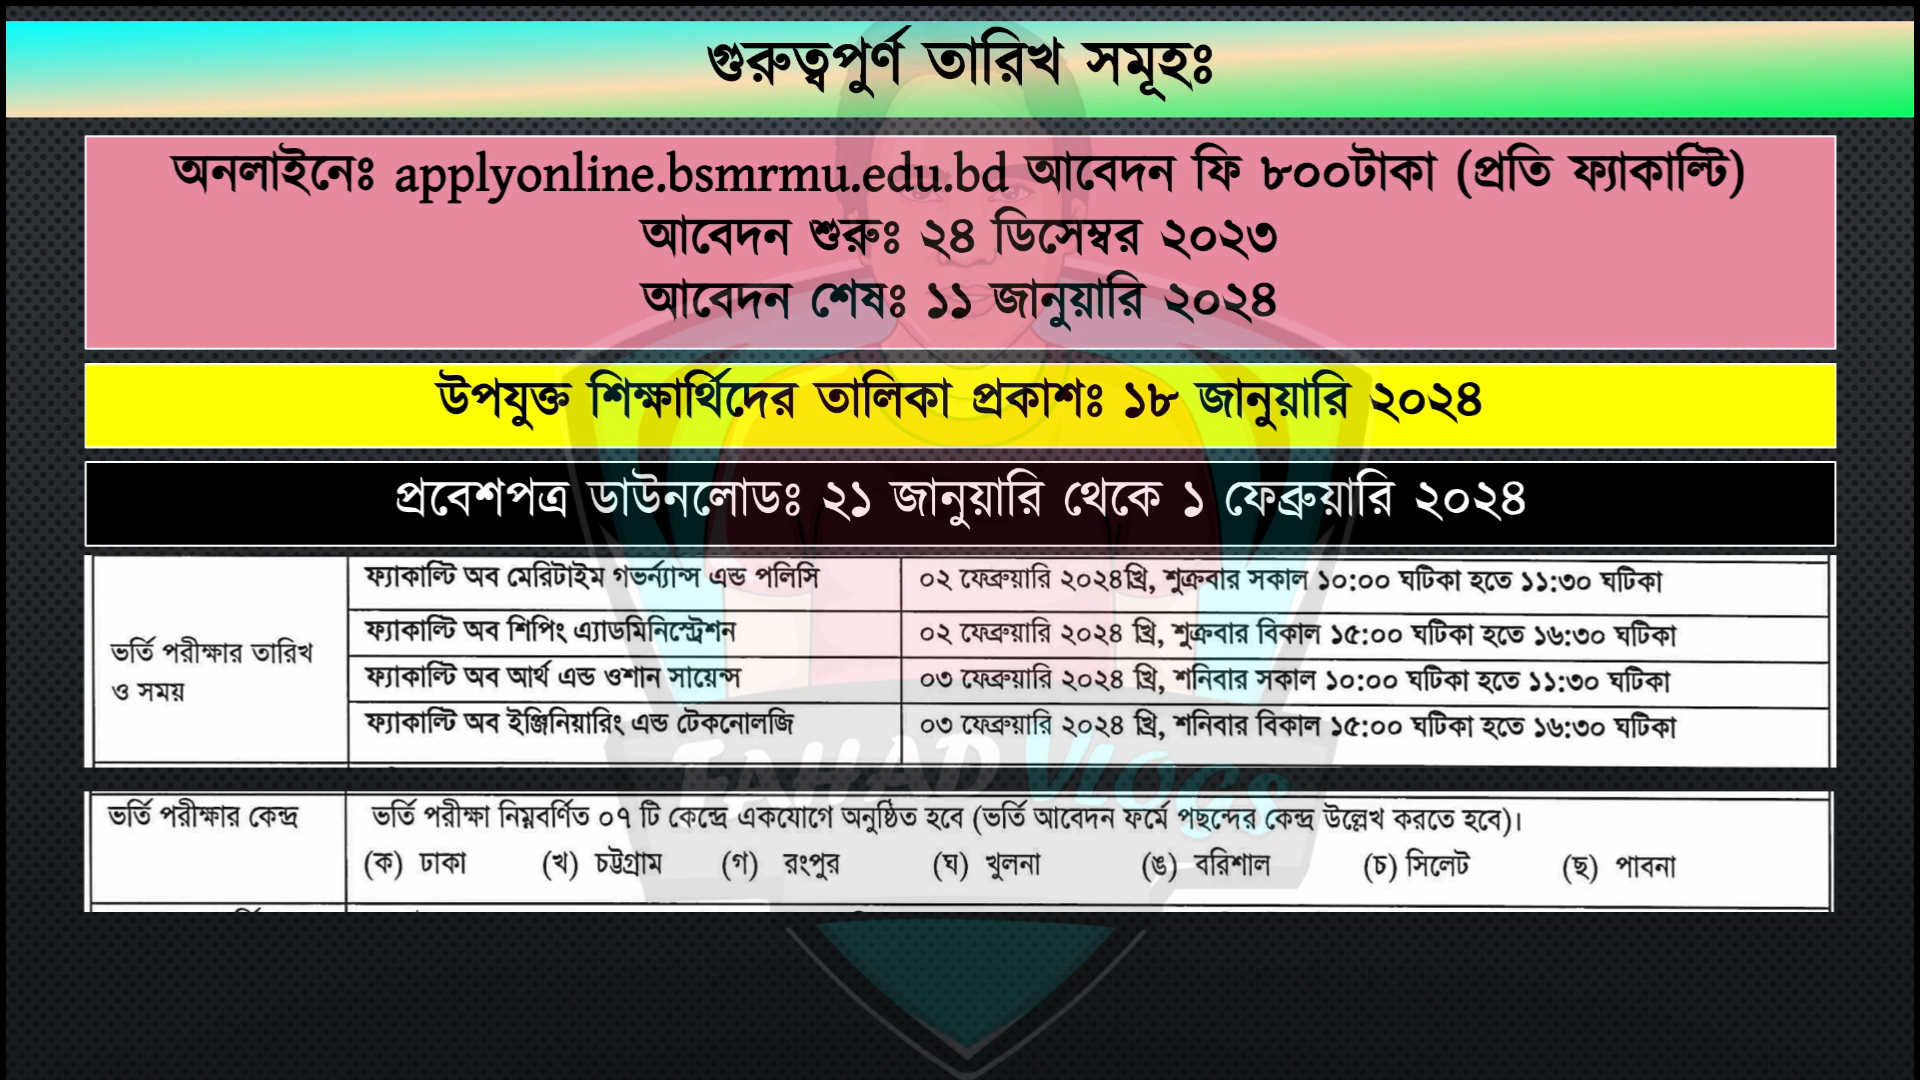 গুরুত্বপুর্ণ তারিখ সমূহঃ
অনলাইনেঃ applyonline.bsmrmu.edu.bd আবেদন ফি ৮০০টাকা (প্রতি ফ্যাকাল্টি)
আবেদন শুরুঃ ২৪ ডিসেম্বর ২০২৩
আবেদন শেষঃ ১১ জানুয়ারি ২০২৪
উপযুক্ত শিক্ষার্থিদের তালিকা প্রকাশঃ ১৮ জানুয়ারি ২০২৪
প্রবেশপত্র ডাউনলোডঃ ২১ জানুয়ারি থেকে ১ ফেব্রুয়ারি ২০২৪
ভর্তি পরীক্ষার তারিখ
ও সময়
ফ্যাকাল্টি অব মেরিটাইম গভর্ন্যান্স এন্ড পলিসি
০২ ফেব্রুয়ারি ২০২৪খ্রি, শুক্রবার সকাল ১০:০০ ঘটিকা হতে ১১:৩০ ঘটিকা
ফ্যাকাল্টি অব শিপিং এ্যাডমিনিস্ট্রেশন
০২ ফেব্রুয়ারি ২০২৪ খ্রি, শুক্রবার বিকাল ১৫:০০ ঘটিকা হতে ১৬:৩০ ঘটিকা
ফ্যাকাল্টি অব আর্থ এন্ড ওশান সায়েন্স
০৩ ফেব্রুয়ারি ২০২৪ খ্রি, শনিবার সকাল ১০:০০ ঘটিকা হতে ১১:৩০ ঘটিকা
ফ্যাকাল্টি অব ইঞ্জিনিয়ারিং এন্ড টেকনোলজি
০৩ ফেব্রুয়ারি ২০২৪ খ্রি, শনিবার বিকাল ১৫:০০ ঘটিকা হতে ১৬:৩০ ঘটিকা
FAHAD VLOGS
ভর্তি পরীক্ষার কেন্দ্র
ভর্তি পরীক্ষা নিম্নবর্ণিত ০৭ টি কেন্দ্রে একযোগে অনুষ্ঠিত হবে (ভর্তি আবেদন ফর্মে পছন্দের কেন্দ্র উল্লেখ করতে হবে)।
(ক) ঢাকা (খ) চট্টগ্রাম (গ) রংপুর (ঘ) খুলনা (ঙ) বরিশাল (চ) সিলেট (ছ) পাবনা